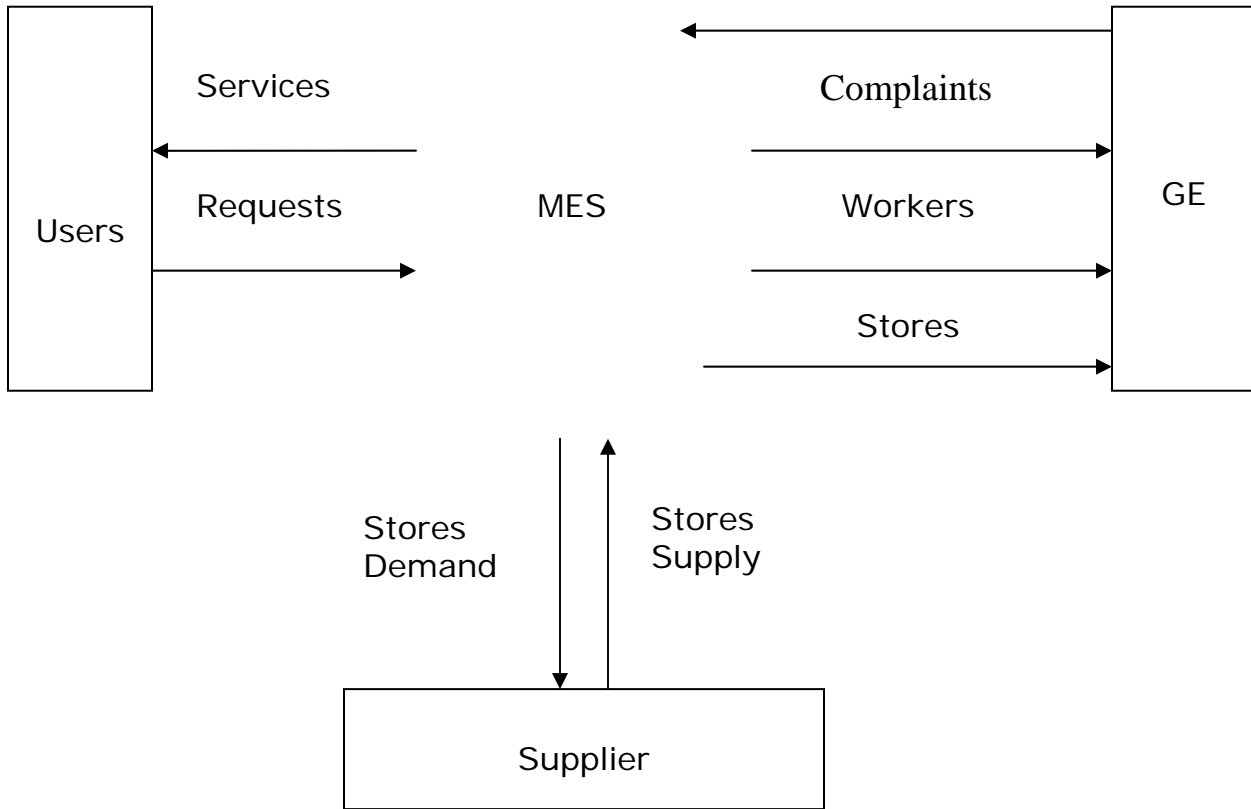 Services
Complaints
Users
Requests
MES
Workers
GE
Stores
Stores
Demand
Stores
Supply
Supplier